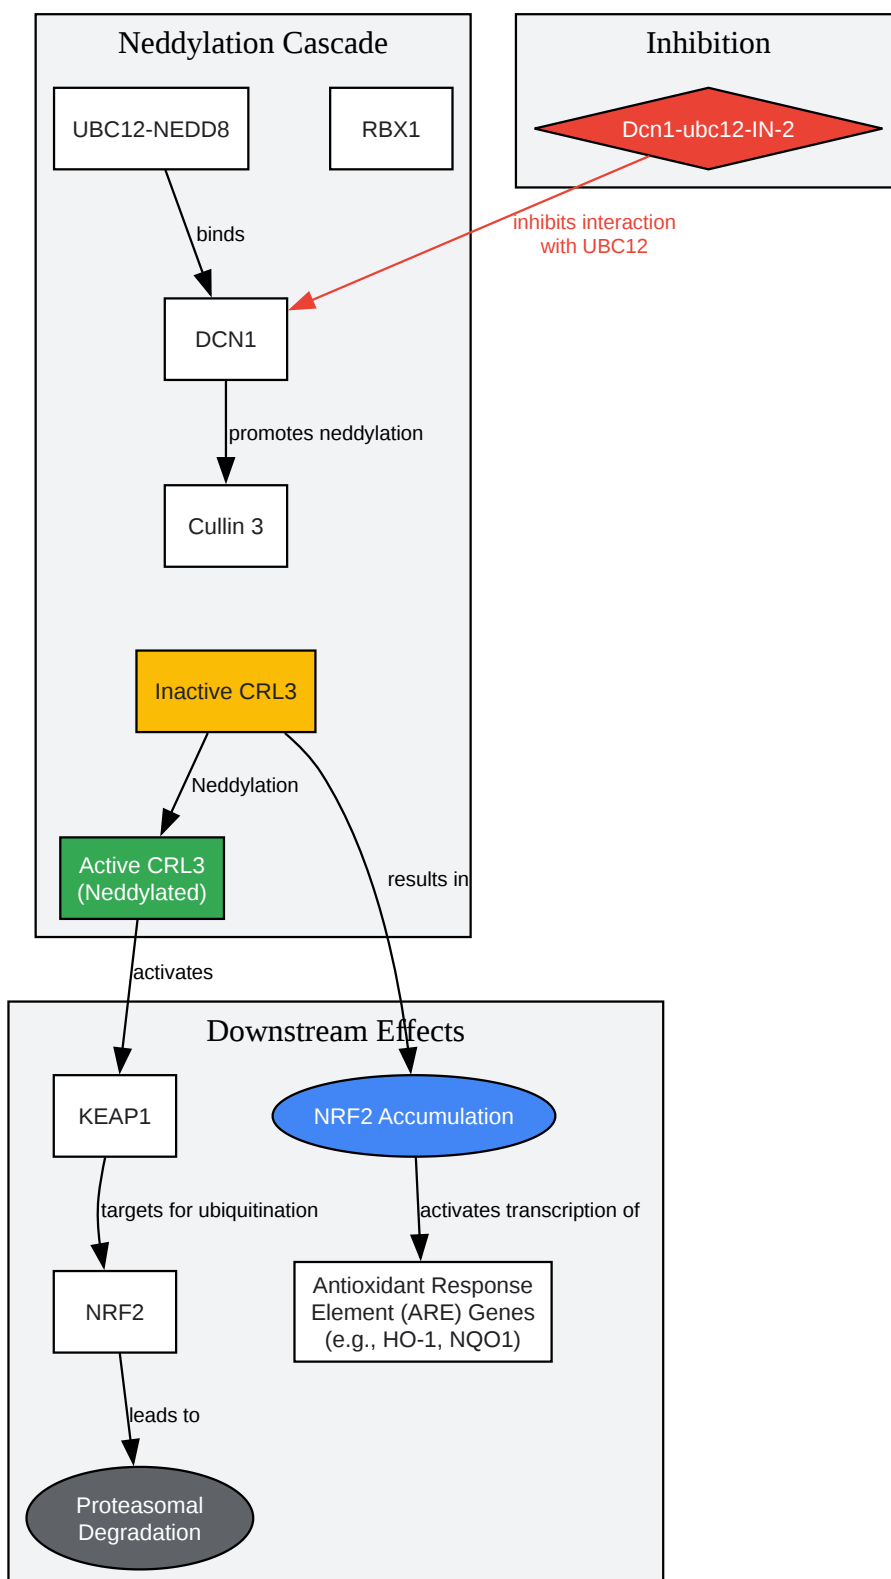 Neddylation Cascade
Inhibition
UBC12-NEDD8
RBX1
Dcn1-ubc12-IN-2
inhibits interaction
with UBC12
binds
DCN1
promotes neddylation
Cullin 3
Inactive CRL3
Neddylation
Active CRL3
(Neddylated)
results in
activates
Downstream Effects
KEAP1
NRF2 Accumulation
targets for ubiquitination
activates transcription of
NRF2
Antioxidant Response
Element (ARE) Genes
(e.g., HO-1, NQO1)
leads to
Proteasomal
Degradation